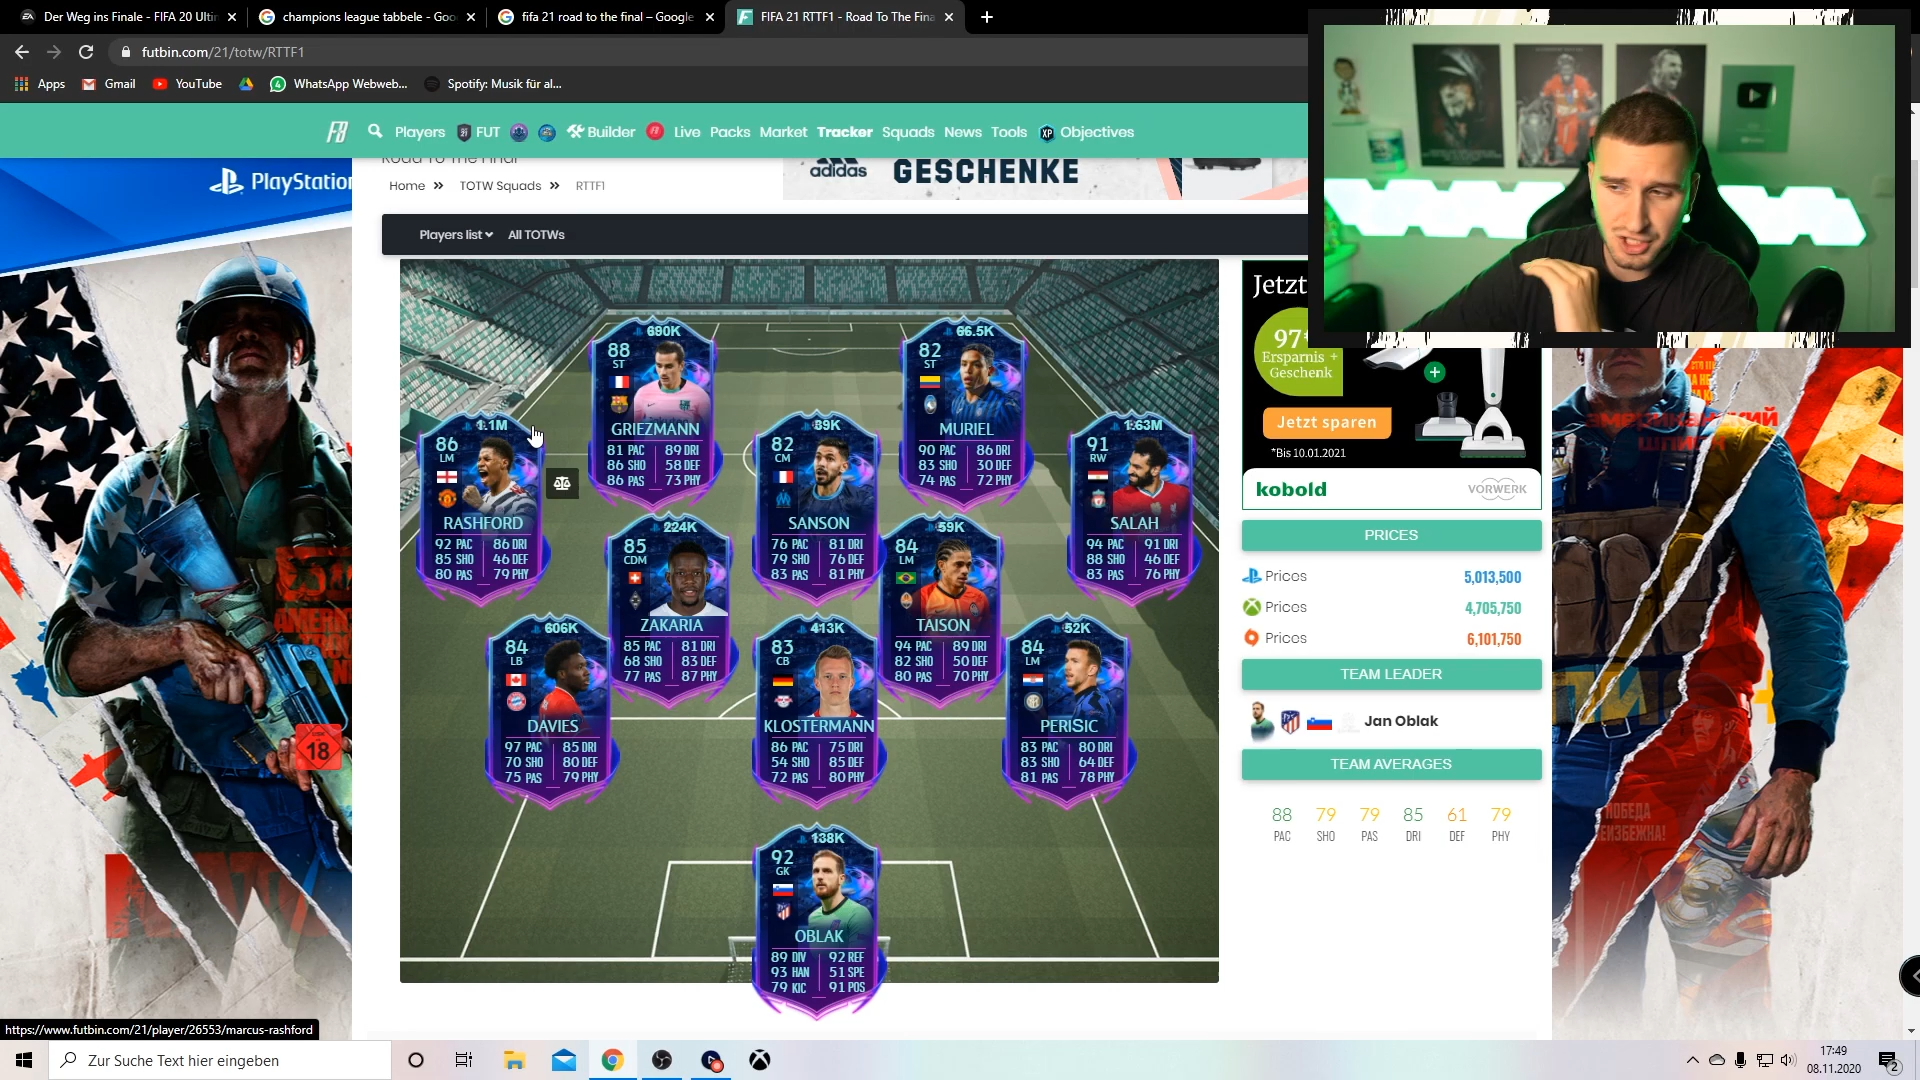 Der Weg ins Finale - FIFA 20 Ultir
champions league tabbele - Goo
fifa 21 road to the final – Google
FIFA 21 RTTF1 - Road To The Fina
futbin.com/21/totw/RTTF1
Apps
Gmail
YouTube
WhatsApp Webweb...
Spotify: Musik für al...
Players
FUT
Builder
Live
Packs
Market
Tracker
Squads
News
Tools
XP
Objectives
Road To The Final
Home » TOTW Squads » RTTF1
adidas
GESCHENKE
PlayStation
Players list
All TOTWs
690K
88
ST
GRIEZMANN
81 PAC 89 DRI
86 SHO 58 DEF
86 PAS 73 PHY
66.5K
82
ST
MURIEL
90 PAC 86 DRI
83 SHO 30 DEF
74 PAS 72 PHY
1.1M
86
LM
RASHFORD
92 PAC 86 DRI
85 SHO 46 DEF
80 PAS 79 PHY
89K
82
CM
SANSON
76 PAC 81 DRI
79 SHO 76 DEF
83 PAS 81 PHY
1.63M
91
RW
SALAH
94 PAC 91 DRI
88 SHO 46 DEF
83 PAS 76 PHY
224K
85
CDM
ZAKARIA
85 PAC 81 DRI
68 SHO 83 DEF
77 PAS 87 PHY
59K
84
LM
TAISON
94 PAC 89 DRI
82 SHO 50 DEF
80 PAS 70 PHY
606K
84
LB
DAVIES
97 PAC 85 DRI
70 SHO 80 DEF
75 PAS 79 PHY
413K
83
CB
KLOSTERMANN
86 PAC 75 DRI
54 SHO 85 DEF
72 PAS 80 PHY
52K
84
LM
PERIŠIC
83 PAC 80 DRI
83 SHO 64 DEF
81 PAS 78 PHY
138K
92
GK
OBLAK
89 DIV 92 REF
93 HAN 51 SPE
79 KIC 91 POS
Jetzt
97
Ersparnis +
Geschenk
Jetzt sparen
*Bis 10.01.2021
kobold
VORWERK
PRICES
Prices 5,013,500
Prices 4,705,750
Prices 6,101,750
TEAM LEADER
Jan Oblak
TEAM AVERAGES
88 79 79 85 61 79
PAC SHO PAS DRI DEF PHY
18
https://www.futbin.com/21/player/26553/marcus-rashford
Zur Suche Text hier eingeben
17:49
08.11.2020
2